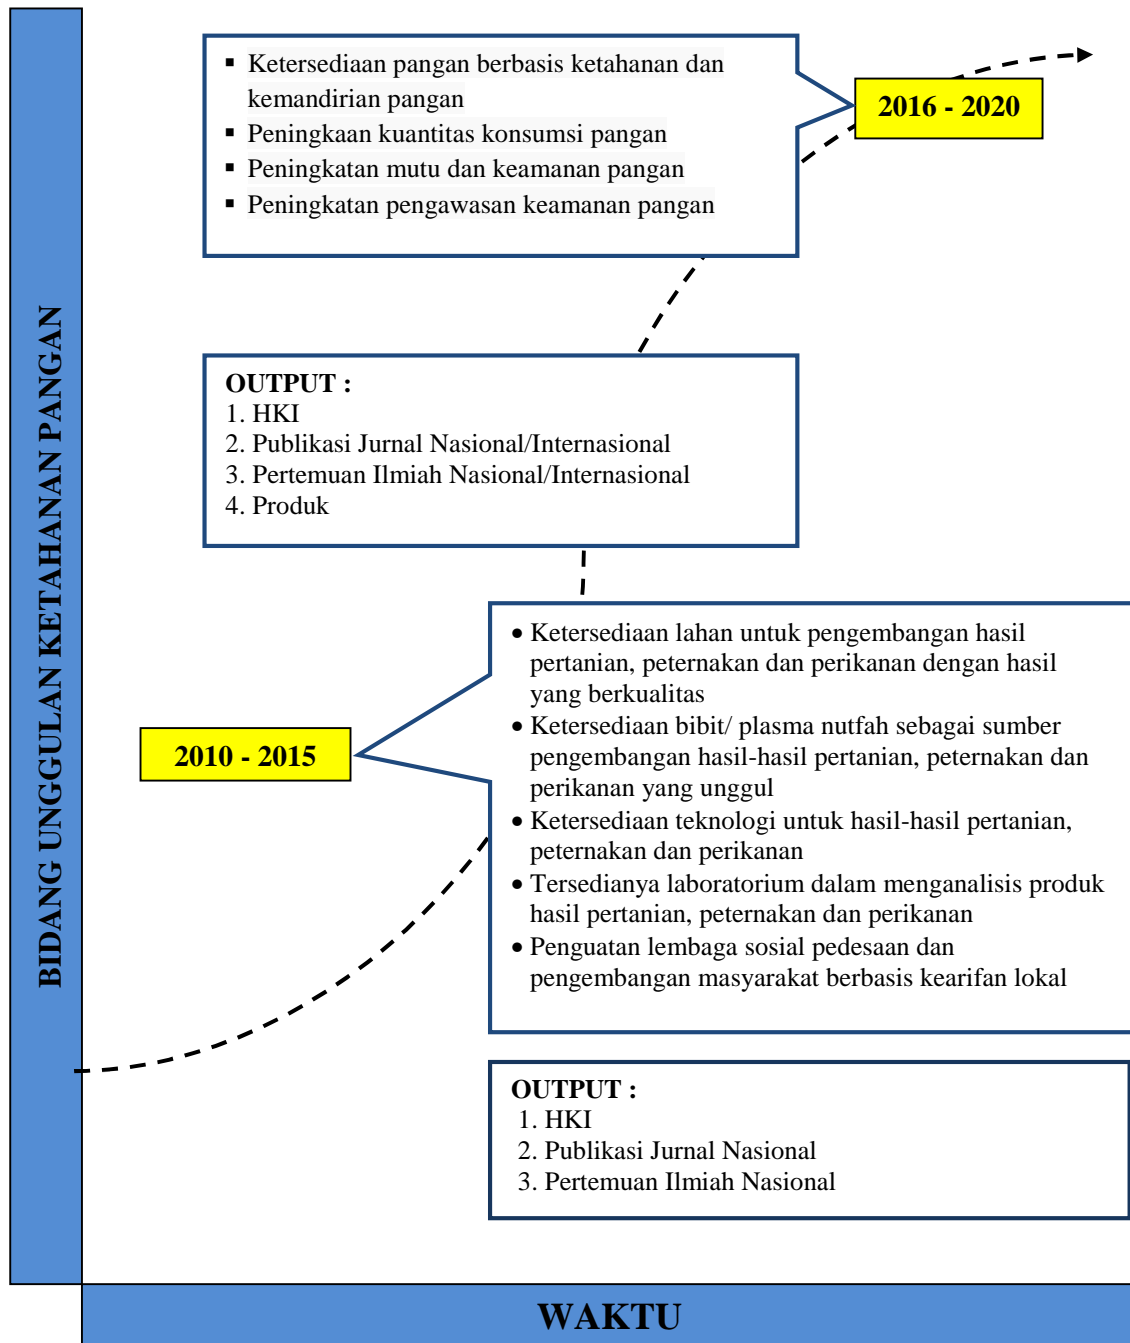 BIDANG UNGGULAN KETAHANAN PANGAN
▪ Ketersediaan pangan berbasis ketahanan dan
kemandirian pangan
▪ Peningkaan kuantitas konsumsi pangan
▪ Peningkatan mutu dan keamanan pangan
▪ Peningkatan pengawasan keamanan pangan
2016 - 2020
OUTPUT :
1. HKI
2. Publikasi Jurnal Nasional/Internasional
3. Pertemuan Ilmiah Nasional/Internasional
4. Produk
2010 - 2015
• Ketersediaan lahan untuk pengembangan hasil
pertanian, peternakan dan perikanan dengan hasil
yang berkualitas
• Ketersediaan bibit/ plasma nutfah sebagai sumber
pengembangan hasil-hasil pertanian, peternakan dan
perikanan yang unggul
• Ketersediaan teknologi untuk hasil-hasil pertanian,
peternakan dan perikanan
• Tersedianya laboratorium dalam menganalisis produk
hasil pertanian, peternakan dan perikanan
• Penguatan lembaga sosial pedesaan dan
pengembangan masyarakat berbasis kearifan lokal
OUTPUT :
1. HKI
2. Publikasi Jurnal Nasional
3. Pertemuan Ilmiah Nasional
WAKTU